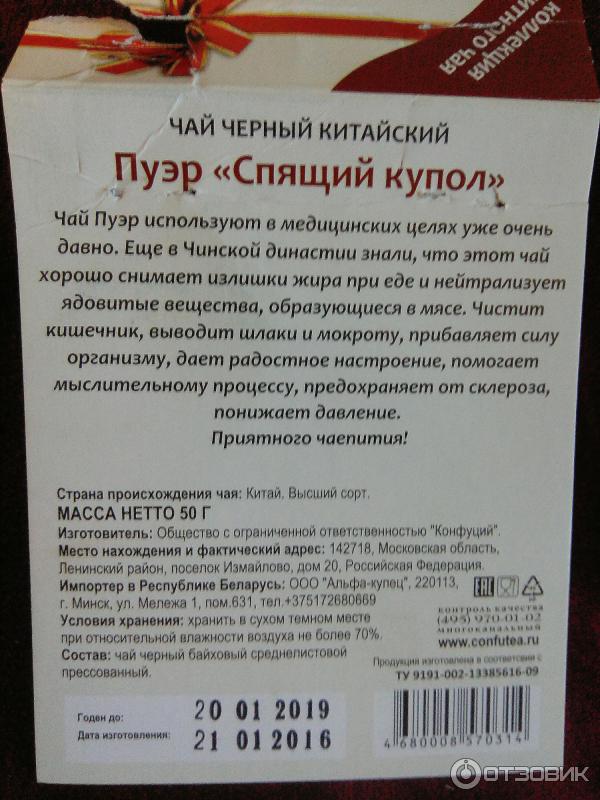 КОЛЛЕКЦИЯ
ЧАЯ
ЧАЙ ЧЕРНЫЙ КИТАЙСКИЙ
Пуэр «Спящий купол»
Чай Пуэр используют в медицинских целях уже очень
давно. Еще в Чинской династии знали, что этот чай
хорошо снимает излишки жира при еде и нейтрализует
ядовитые вещества, образующиеся в мясе. Чистит
кишечник, выводит шлаки и мокроту, прибавляет силу
организму, дает радостное настроение, помогает
мыслительному процессу, предохраняет от склероза,
понижает давление.
Приятного чаепития!
Страна происхождения чая: Китай. Высший сорт.
МАССА НЕТТО 50 Г
Изготовитель: Общество с ограниченной ответственностью "Конфуций".
Место нахождения и фактический адрес: 142718, Московская область,
Ленинский район, поселок Измайлово, дом 20, Российская Федерация.
Импортер в Республике Беларусь: ООО "Альфа-купец", 220113,
г. Минск, ул. Мележа 1, пом.631, тел.+375172680669
Условия хранения: хранить в сухом темном месте
при относительной влажности воздуха не более 70%.
Состав: чай черный байховый среднелистовой
прессованный.
EAC
контроль качества
(495) 970-01-02
многоканальный
www.confutea.ru
Продукция изготовлена в соответсвии с
ТУ 9191-002-13385616-09
Годен до: 20 01 2019
Дата изготовления: 21 01 2016
4 680008 570314
ОТЗОВИК